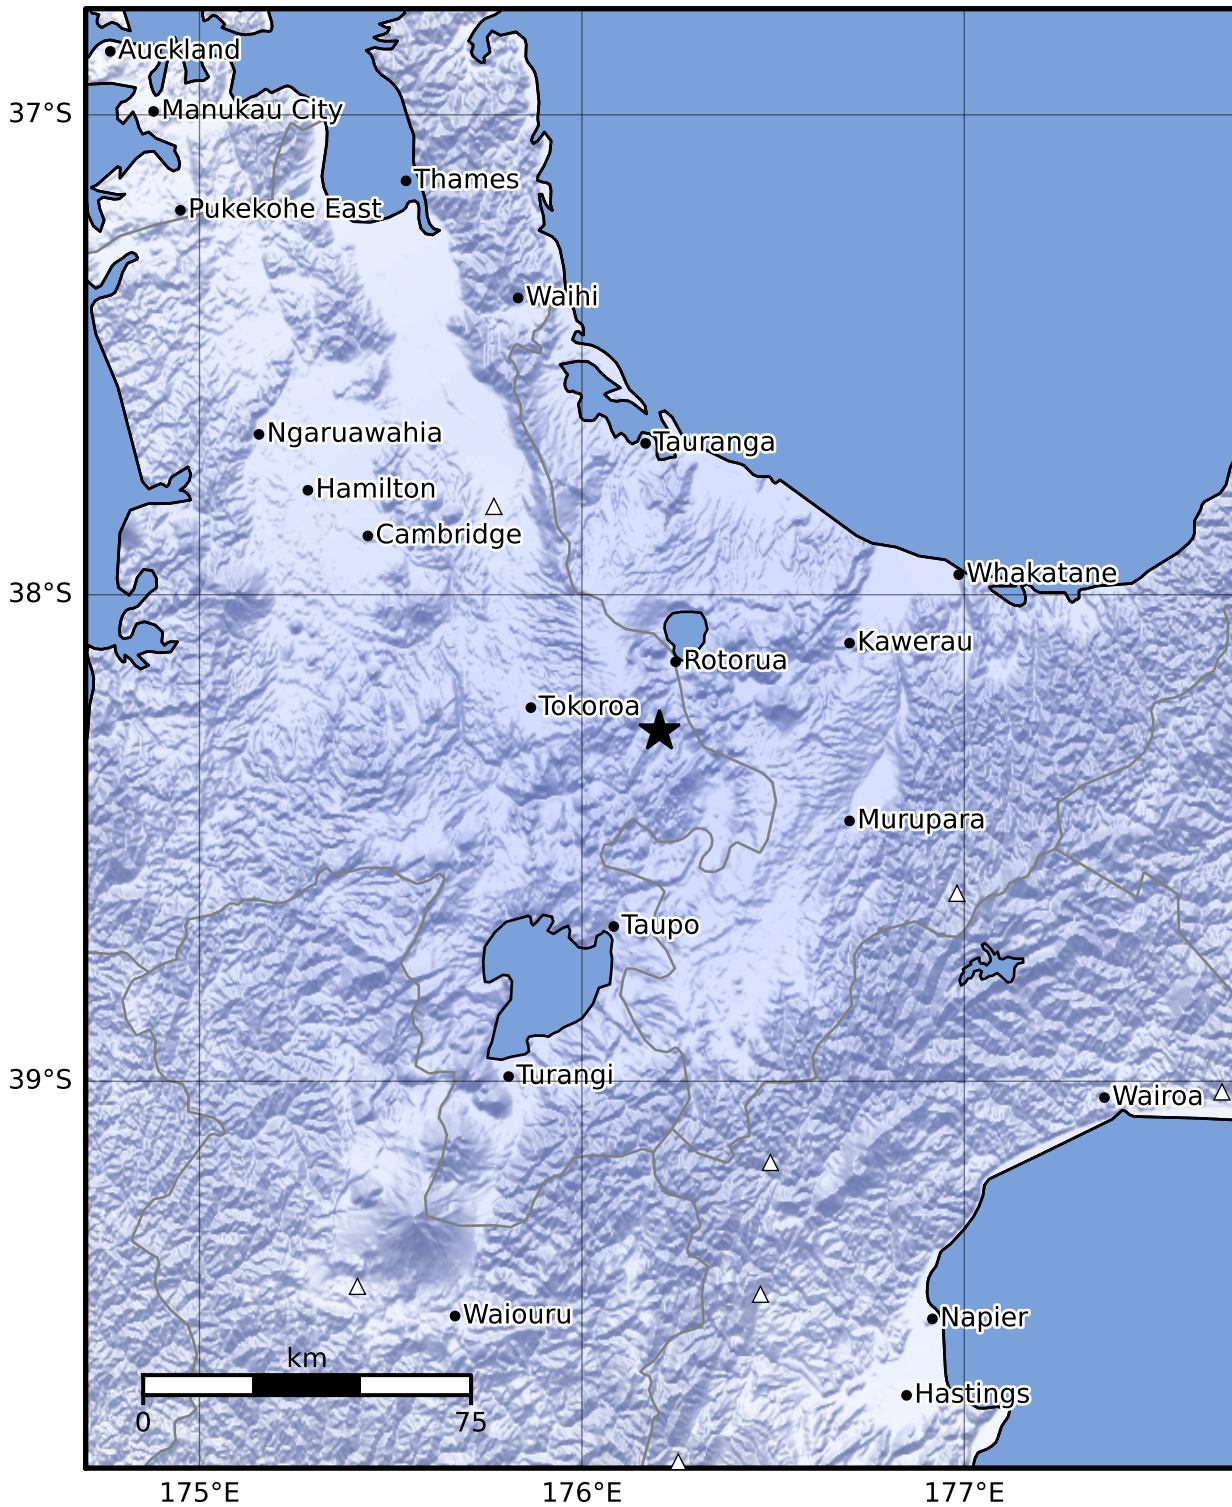 Auckland
37°S
Manukau City
Thames
Pukekohe East
Waihi
Ngaruawahia
Tauranga
Hamilton
Cambridge
38°S
Whakatane
Kawerau
Rotorua
Tokoroa
Murupara
Taupo
39°S
Turangi
Wairoa
Waiouru
Napier
km
Hastings
0
75
175°E
176°E
177°E